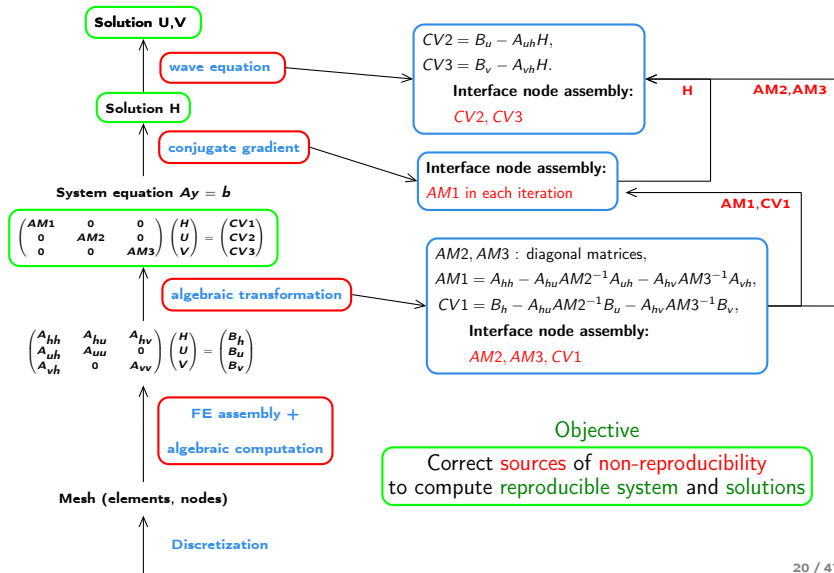 Solution U,V
wave equation
Solution H
conjugate gradient
System equation Ay = b
(AM1 0 0) (H) = (CV1)
(0 AM2 0) (U) = (CV2)
(0 0 AM3) (V) = (CV3)
algebraic transformation
(A_hh A_hu A_hv) (H) = (B_h)
(A_uh A_uu 0) (U) = (B_u)
(A_vh 0 A_vv) (V) = (B_v)
FE assembly +
algebraic computation
Mesh (elements, nodes)
Discretization
CV2 = B_u − A_uh H,
CV3 = B_v − A_vh H.
Interface node assembly:
CV2, CV3
H
AM2,AM3
Interface node assembly:
AM1 in each iteration
AM1,CV1
AM2, AM3 : diagonal matrices,
AM1 = A_hh − A_hu AM2⁻¹ A_uh − A_hv AM3⁻¹ A_vh,
CV1 = B_h − A_hu AM2⁻¹ B_u − A_hv AM3⁻¹ B_v,
Interface node assembly:
AM2, AM3, CV1
Objective
Correct sources of non-reproducibility
to compute reproducible system and solutions
20 / 4